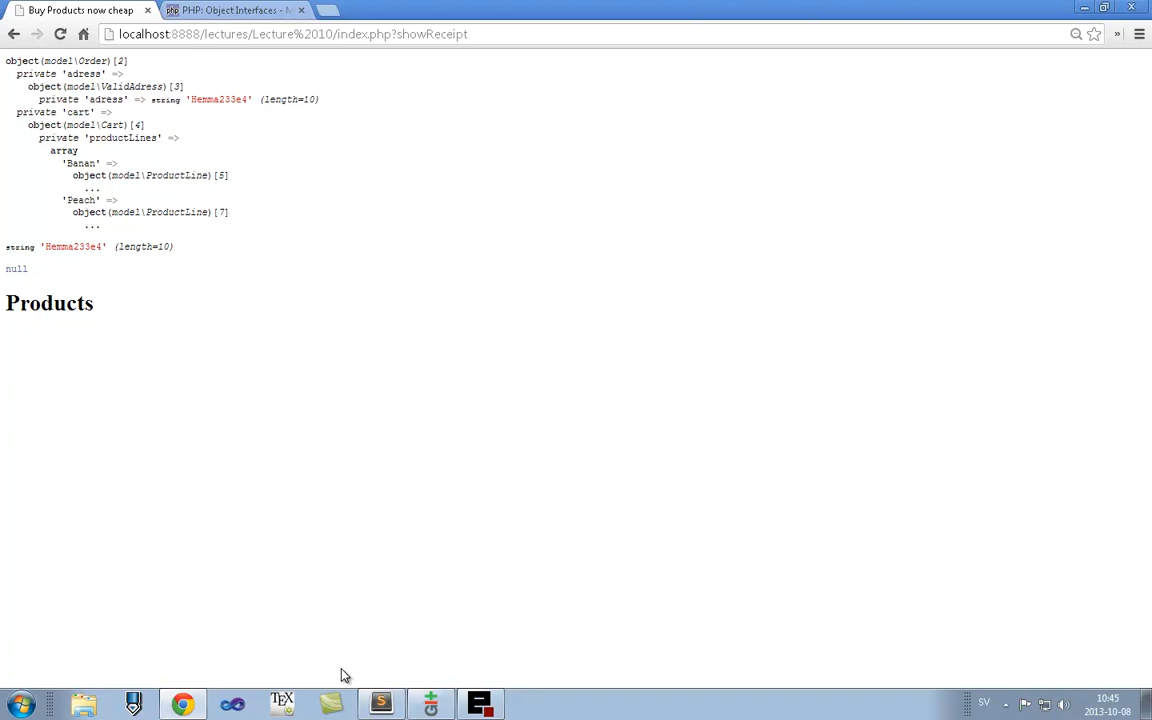 Buy Products now cheap
PHP: Object Interfaces - M
localhost:8888/lectures/Lecture%2010/index.php?showReceipt
object(model\Order)[2]
private 'adress' =>
object(model\ValidAdress)[3]
private 'adress' => string 'Hemma233e4' (length=10)
private 'cart' =>
object(model\Cart)[4]
private 'productLines' =>
array
'Banan' =>
object(model\ProductLine)[5]
...
'Peach' =>
object(model\ProductLine)[7]
...
string 'Hemma233e4' (length=10)
null
Products
SV
10:45
2013-10-08